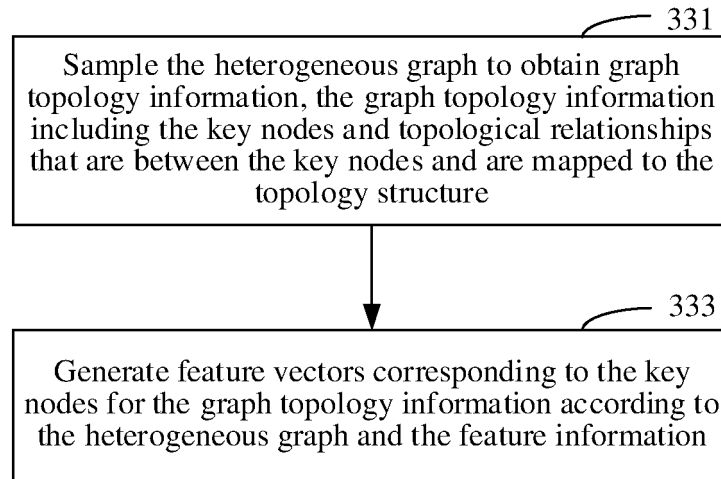 331
Sample the heterogeneous graph to obtain graph
topology information, the graph topology information
including the key nodes and topological relationships
that are between the key nodes and are mapped to the
topology structure
333
Generate feature vectors corresponding to the key
nodes for the graph topology information according to
the heterogeneous graph and the feature information